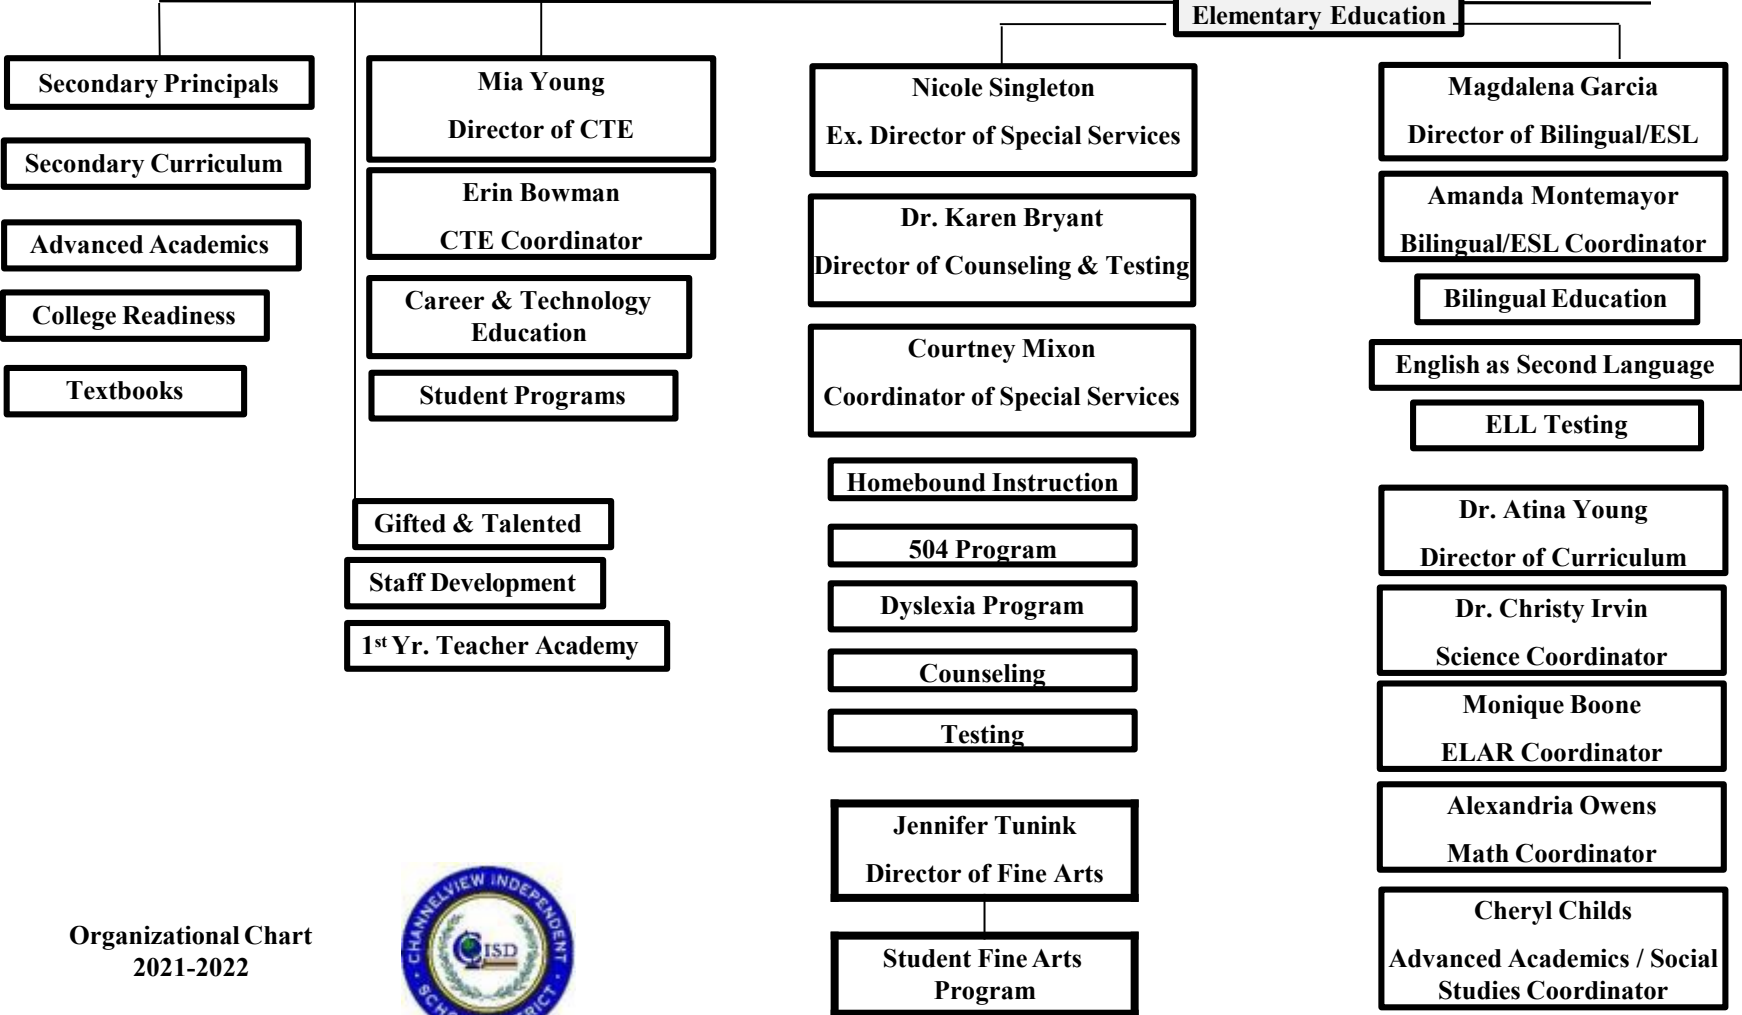 Elementary Education
Secondary Principals
Secondary Curriculum
Advanced Academics
College Readiness
Textbooks
Mia Young
Director of CTE
Erin Bowman
CTE Coordinator
Career & Technology
Education
Student Programs
Gifted & Talented
Staff Development
1st Yr. Teacher Academy
Nicole Singleton
Ex. Director of Special Services
Dr. Karen Bryant
Director of Counseling & Testing
Courtney Mixon
Coordinator of Special Services
Homebound Instruction
504 Program
Dyslexia Program
Counseling
Testing
Jennifer Tunink
Director of Fine Arts
Student Fine Arts
Program
Magdalena Garcia
Director of Bilingual/ESL
Amanda Montemayor
Bilingual/ESL Coordinator
Bilingual Education
English as Second Language
ELL Testing
Dr. Atina Young
Director of Curriculum
Dr. Christy Irvin
Science Coordinator
Monique Boone
ELAR Coordinator
Alexandria Owens
Math Coordinator
Cheryl Childs
Advanced Academics / Social
Studies Coordinator
Organizational Chart
2021-2022
CHANNELVIEW INDEPENDENT
CISD